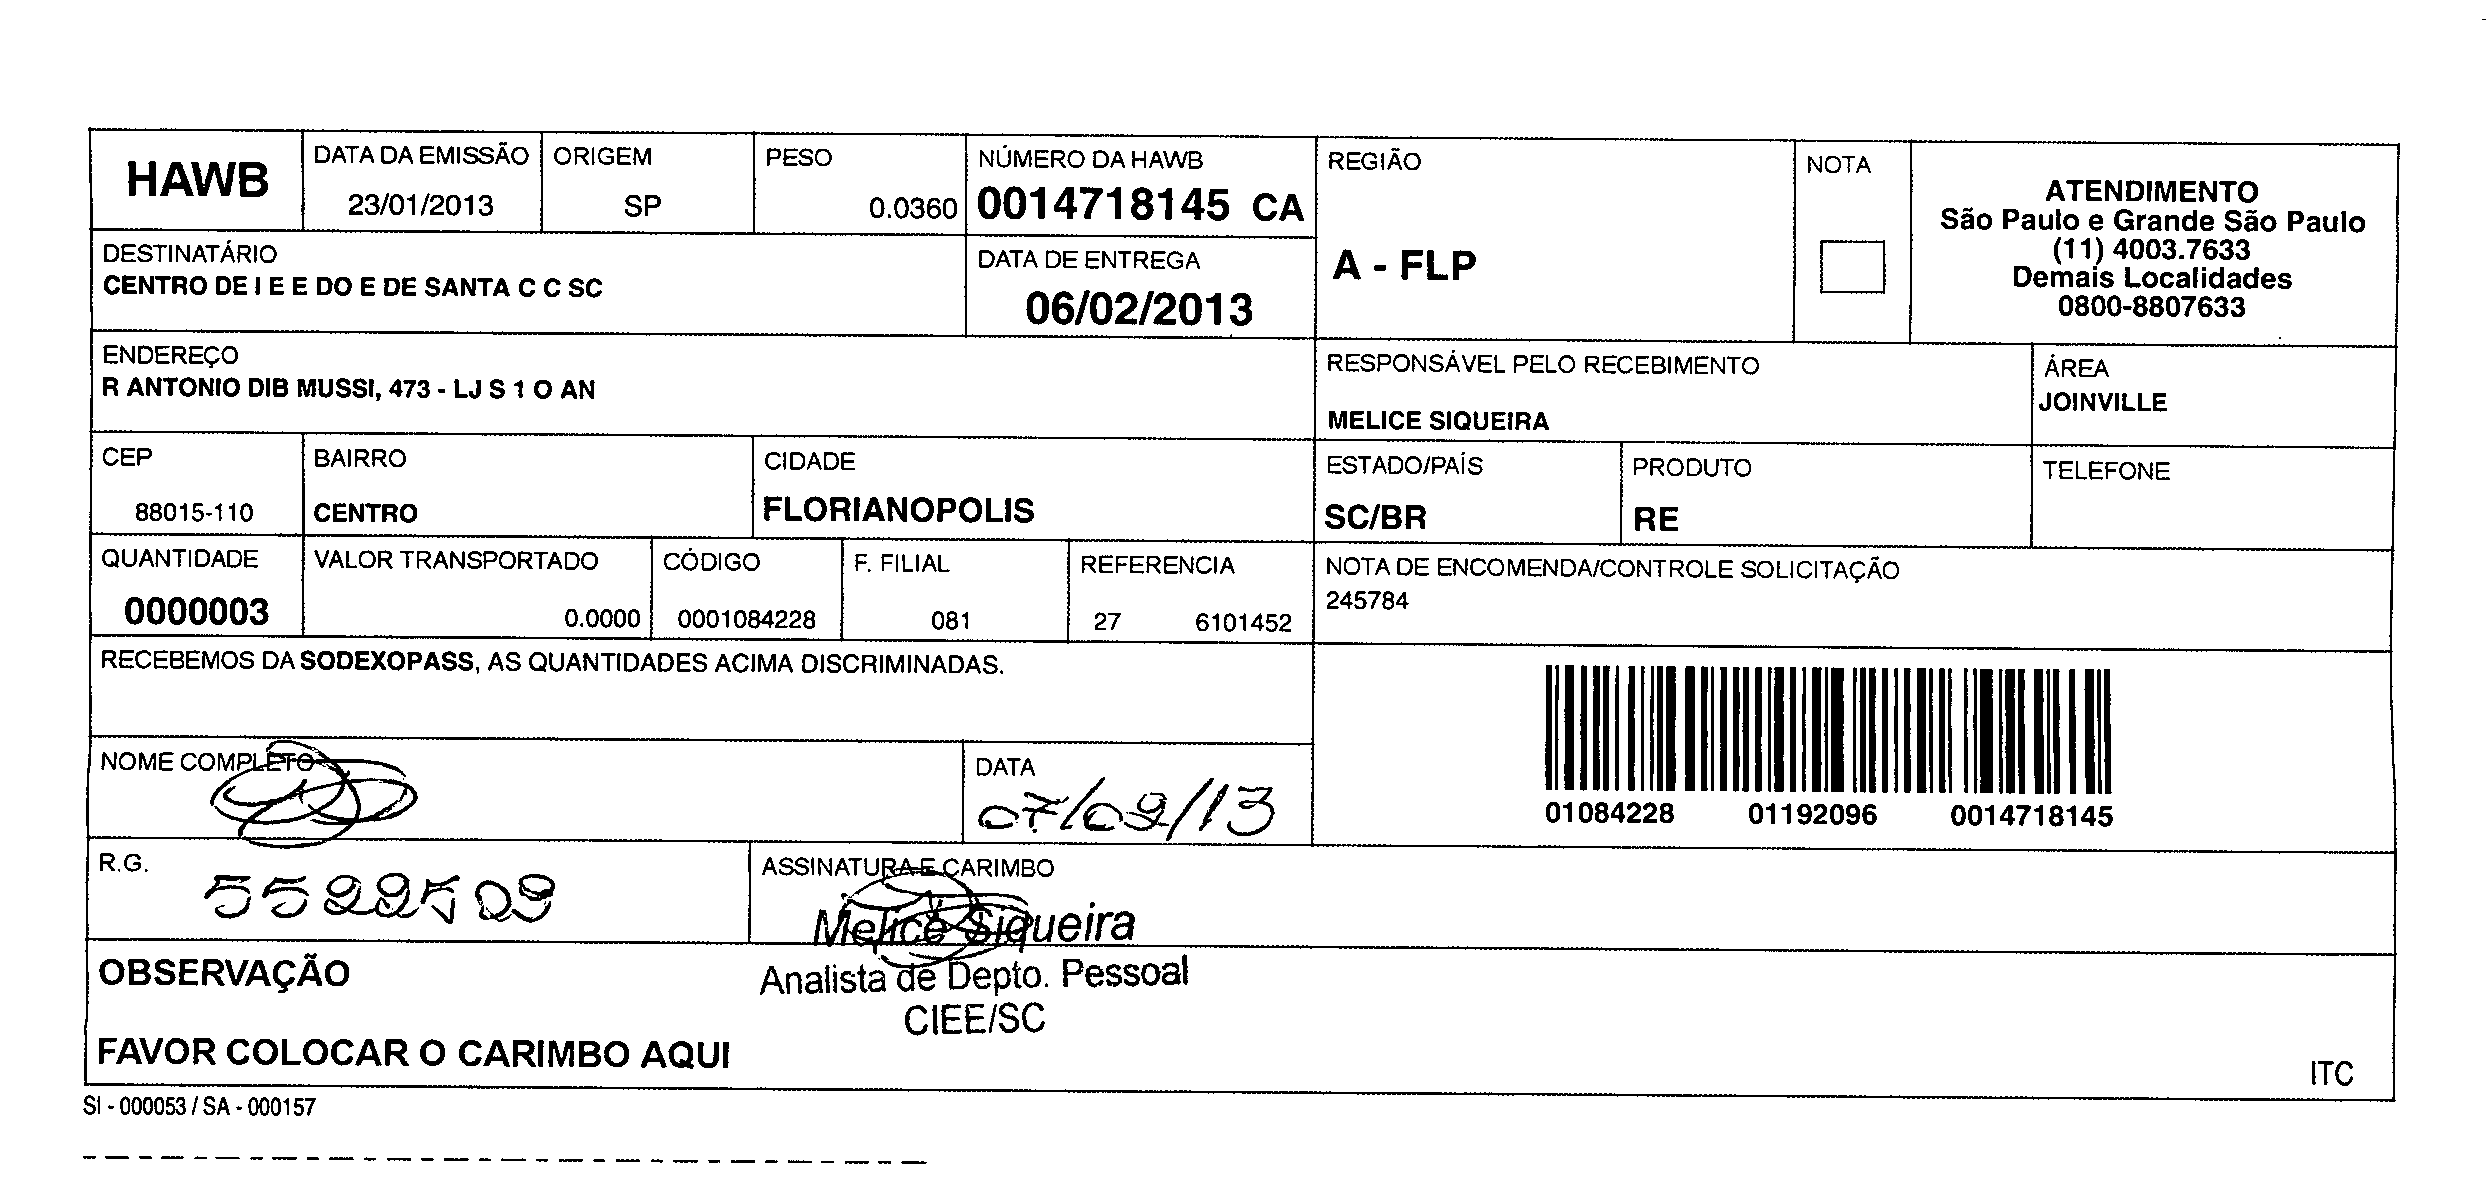 HAWB
DATA DA EMISSÃO
23/01/2013
ORIGEM
SP
PESO
0.0360
NÚMERO DA HAWB
0014718145 CA
REGIÃO
A - FLP
NOTA
ATENDIMENTO
São Paulo e Grande São Paulo
(11) 4003.7633
Demais Localidades
0800-8807633
DESTINATÁRIO
CENTRO DE I E E DO E DE SANTA C C SC
DATA DE ENTREGA
06/02/2013
ENDEREÇO
R ANTONIO DIB MUSSI, 473 - LJ S 1 O AN
RESPONSÁVEL PELO RECEBIMENTO
MELICE SIQUEIRA
ÁREA
JOINVILLE
CEP
88015-110
BAIRRO
CENTRO
CIDADE
FLORIANOPOLIS
ESTADO/PAÍS
SC/BR
PRODUTO
RE
TELEFONE
QUANTIDADE
0000003
VALOR TRANSPORTADO
0.0000
CÓDIGO
0001084228
F. FILIAL
081
REFERENCIA
27 6101452
NOTA DE ENCOMENDA/CONTROLE SOLICITAÇÃO
245784
RECEBEMOS DA SODEXOPASS, AS QUANTIDADES ACIMA DISCRIMINADAS.
01084228 01192096 0014718145
NOME COMPLETO
DATA
07/02/13
R.G.
5522509
ASSINATURA E CARIMBO
Melice Siqueira
Analista de Depto. Pessoal
CIEE/SC
OBSERVAÇÃO
FAVOR COLOCAR O CARIMBO AQUI
ITC
SI - 000053 / SA - 000157